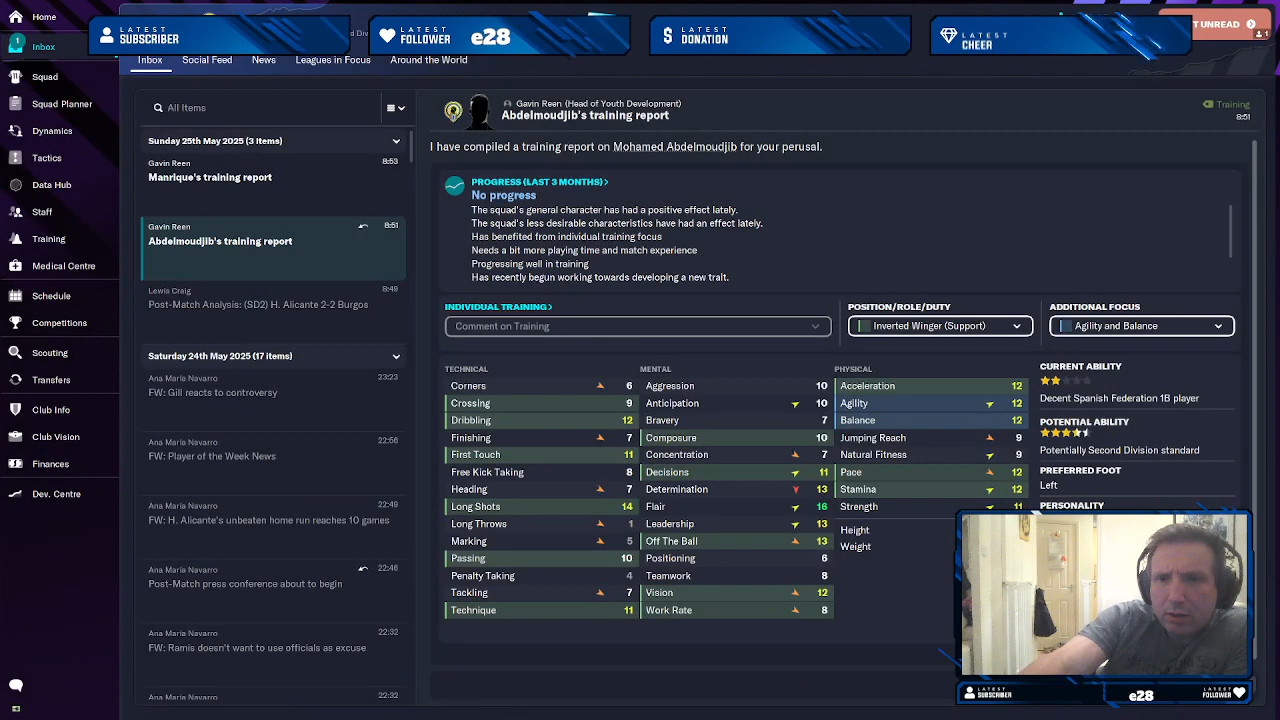 Home
LATEST
SUBSCRIBER
LATEST
FOLLOWER
e28
LATEST
DONATION
LATEST
CHEER
T UNREAD
1
1
Inbox
Inbox
Social Feed
News
Leagues in Focus
Around the World
Squad
Squad Planner
Dynamics
Tactics
Data Hub
Staff
Training
Medical Centre
Schedule
Competitions
Scouting
Transfers
Club Info
Club Vision
Finances
Dev. Centre
All Items
Sunday 25th May 2025 (3 Items)
Gavin Reen
8:53
Manrique's training report
Gavin Reen
8:51
Abdelmoudjib's training report
Lewis Craig
8:49
Post-Match Analysis: (SD2) H. Alicante 2-2 Burgos
Saturday 24th May 2025 (17 items)
Ana María Navarro
23:23
FW: Gill reacts to controversy
Ana María Navarro
22:56
FW: Player of the Week News
Ana María Navarro
22:49
FW: H. Alicante's unbeaten home run reaches 10 games
Ana María Navarro
22:46
Post-Match press conference about to begin
Ana María Navarro
22:32
FW: Ramis doesn't want to use officials as excuse
Ana María Navarro
22:32
Gavin Reen (Head of Youth Development)
Training
Abdelmoudjib's training report
8:51
I have compiled a training report on Mohamed Abdelmoudjib for your perusal.
PROGRESS (LAST 3 MONTHS)
No progress
The squad's general character has had a positive effect lately.
The squad's less desirable characteristics have had an effect lately.
Has benefited from individual training focus
Needs a bit more playing time and match experience
Progressing well in training
Has recently begun working towards developing a new trait.
INDIVIDUAL TRAINING
Comment on Training
POSITION/ROLE/DUTY
Inverted Winger (Support)
ADDITIONAL FOCUS
Agility and Balance
TECHNICAL
Corners 6
Crossing 9
Dribbling 12
Finishing 7
First Touch 11
Free Kick Taking 8
Heading 7
Long Shots 14
Long Throws 1
Marking 5
Passing 10
Penalty Taking 4
Tackling 7
Technique 11
MENTAL
Aggression 10
Anticipation 10
Bravery 7
Composure 10
Concentration 7
Decisions 11
Determination 13
Flair 16
Leadership 13
Off The Ball 13
Positioning 6
Teamwork 8
Vision 12
Work Rate 8
PHYSICAL
Acceleration 12
Agility 12
Balance 12
Jumping Reach 9
Natural Fitness 9
Pace 12
Stamina 12
Strength 11
Height
Weight
CURRENT ABILITY
Decent Spanish Federation 1B player
POTENTIAL ABILITY
Potentially Second Division standard
PREFERRED FOOT
Left
PERSONALITY
LATEST
SUBSCRIBER
e28
LATEST
FOLLOWER